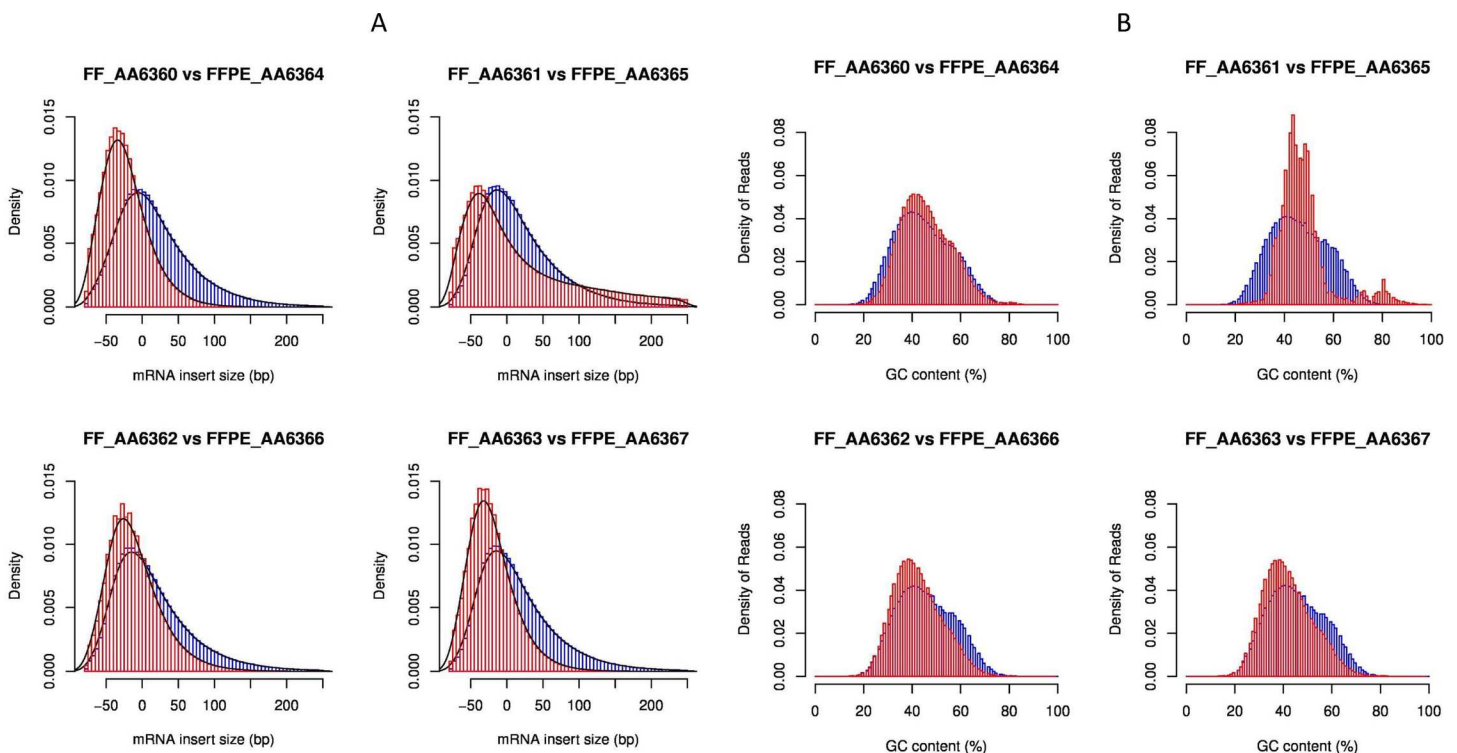 A
B
FF_AA6360 vs FFPE_AA6364
FF_AA6361 vs FFPE_AA6365
FF_AA6360 vs FFPE_AA6364
FF_AA6361 vs FFPE_AA6365
Density
0.000 0.005 0.010 0.015
−50 0 50 100 200
mRNA insert size (bp)
Density
0.000 0.005 0.010 0.015
−50 0 50 100 200
mRNA insert size (bp)
Density of Reads
0.00 0.02 0.04 0.06 0.08
0 20 40 60 80 100
GC content (%)
Density of Reads
0.00 0.02 0.04 0.06 0.08
0 20 40 60 80 100
GC content (%)
FF_AA6362 vs FFPE_AA6366
FF_AA6363 vs FFPE_AA6367
FF_AA6362 vs FFPE_AA6366
FF_AA6363 vs FFPE_AA6367
Density
0.000 0.005 0.010 0.015
−50 0 50 100 200
mRNA insert size (bp)
Density
0.000 0.005 0.010 0.015
−50 0 50 100 200
mRNA insert size (bp)
Density of Reads
0.00 0.02 0.04 0.06 0.08
0 20 40 60 80 100
GC content (%)
Density of Reads
0.00 0.02 0.04 0.06 0.08
0 20 40 60 80 100
GC content (%)